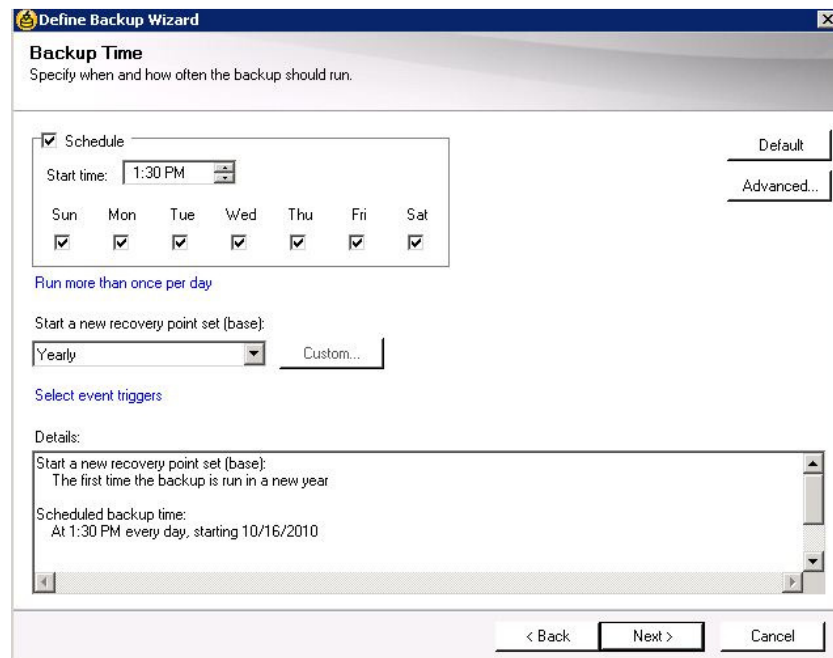 Define Backup Wizard
Backup Time
Specify when and how often the backup should run.
Schedule
Default
Start time: 1:30 PM
Advanced...
Sun Mon Tue Wed Thu Fri Sat
Run more than once per day
Start a new recovery point set (base):
Yearly Custom...
Select event triggers
Details:
Start a new recovery point set (base):
The first time the backup is run in a new year
Scheduled backup time:
At 1:30 PM every day, starting 10/16/2010
< Back Next > Cancel